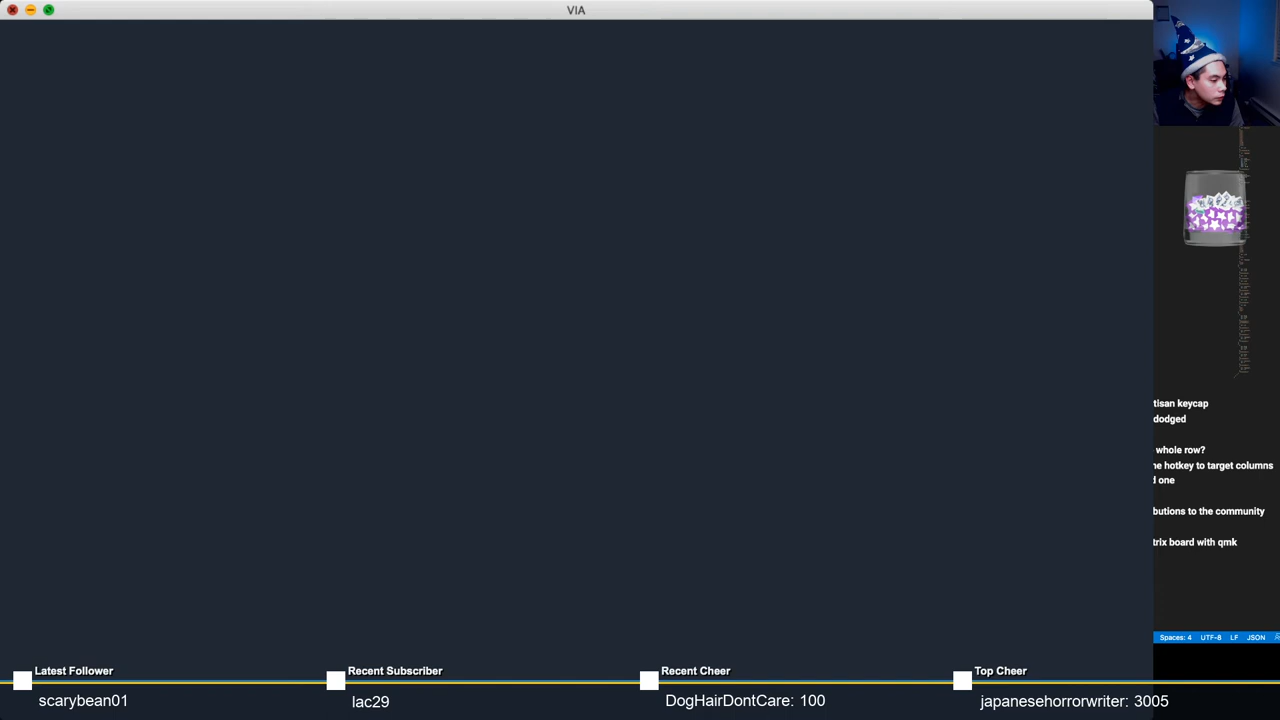 VIA
tisan keycap
dodged
whole row?
ne hotkey to target columns
d one
butions to the community
trix board with qmk
Spaces: 4 UTF-8 LF JSON
Latest Follower
scarybean01
Recent Subscriber
lac29
Recent Cheer
DogHairDontCare: 100
Top Cheer
japanesehorrorwriter: 3005